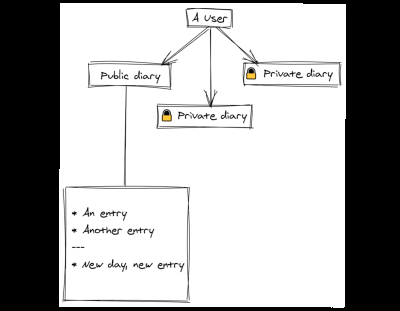 A user
Public diary
🔒 Private diary
🔒 Private diary
* An entry
* Another entry
---
* New day, new entry